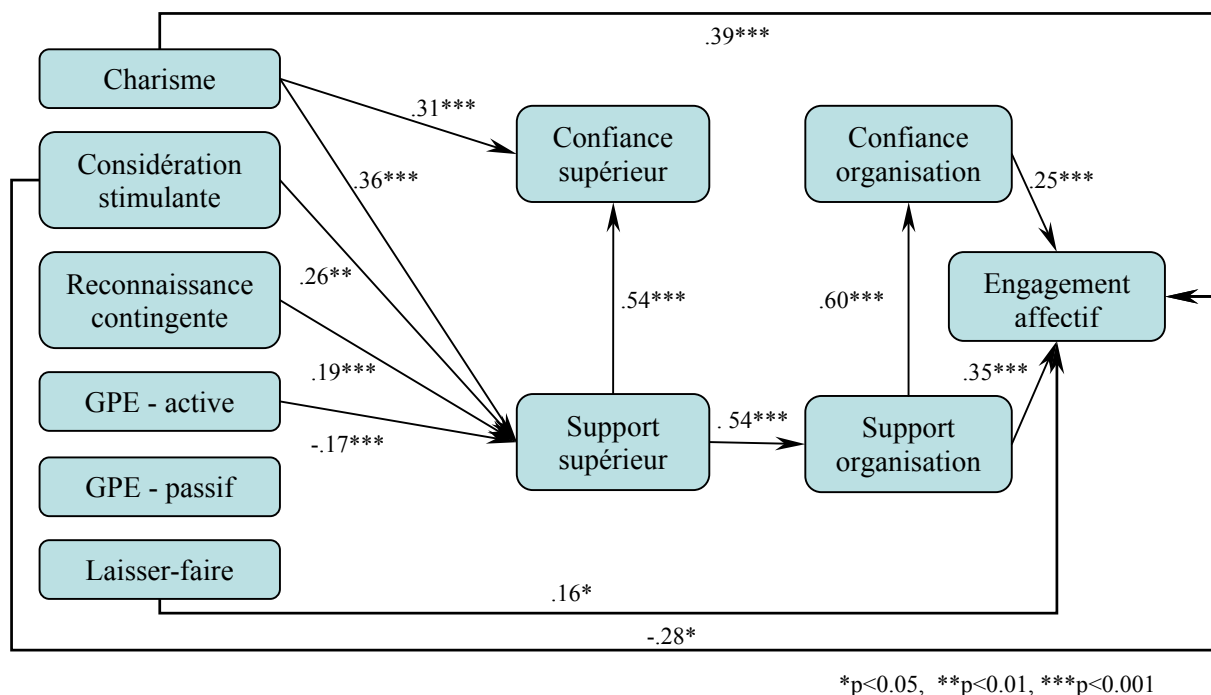 .39***
Charisme
.31***
Considération
stimulante
.36***
Confiance
supérieur
Confiance
organisation
.25***
Reconnaissance
contingente
.26**
.54***
.60***
Engagement
affectif
.19***
.35***
GPE - active
-.17***
Support
supérieur
. 54***
Support
organisation
GPE - passif
Laisser-faire
.16*
-.28*
*p<0.05, **p<0.01, ***p<0.001